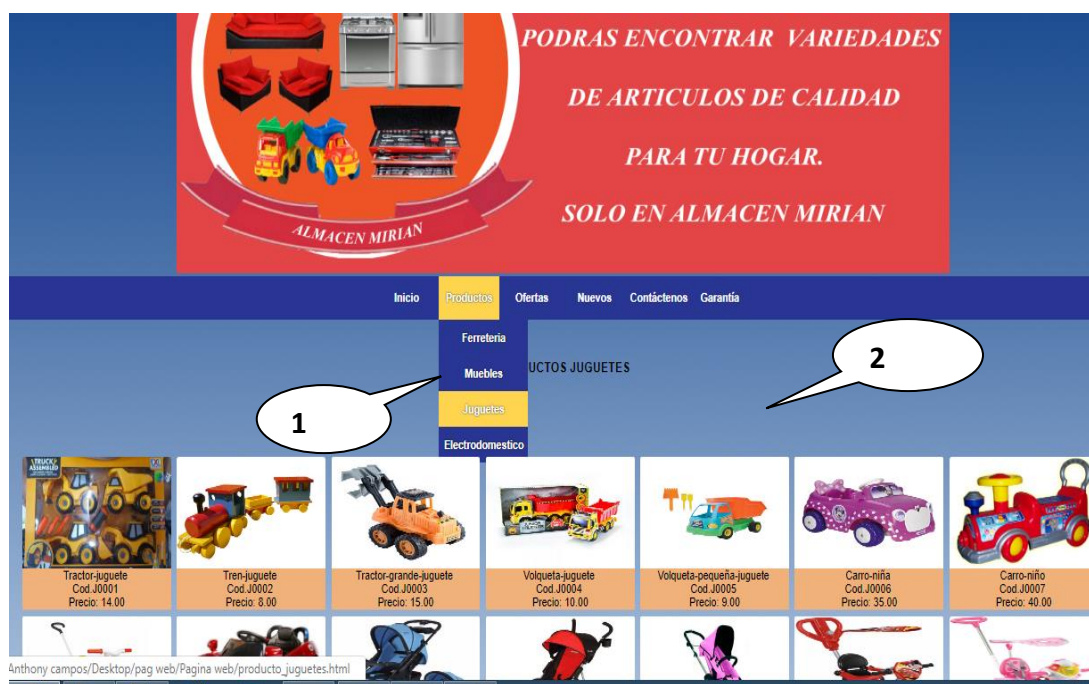 PODRAS ENCONTRAR VARIEDADES
DE ARTICULOS DE CALIDAD
PARA TU HOGAR.
SOLO EN ALMACEN MIRIAN
ALMACEN MIRIAN
Inicio Productos Ofertas Nuevos Contáctenos Garantía
Ferreteria
Muebles
Juguetes
Electrodomestico
UCTOS JUGUETES
1
2
TRUCK
ASSEMBLED
Tractor-juguete
Cod.J0001
Precio: 14.00
Tren-juguete
Cod.J0002
Precio: 8.00
Tractor-grande-juguete
Cod.J0003
Precio: 15.00
Volqueta-juguete
Cod.J0004
Precio: 10.00
Volqueta-pequeña-juguete
Cod.J0005
Precio: 9.00
Carro-niña
Cod.J0006
Precio: 35.00
Carro-niño
Cod.J0007
Precio: 40.00
Anthony campos/Desktop/pag web/Pagina web/producto_juguetes.html